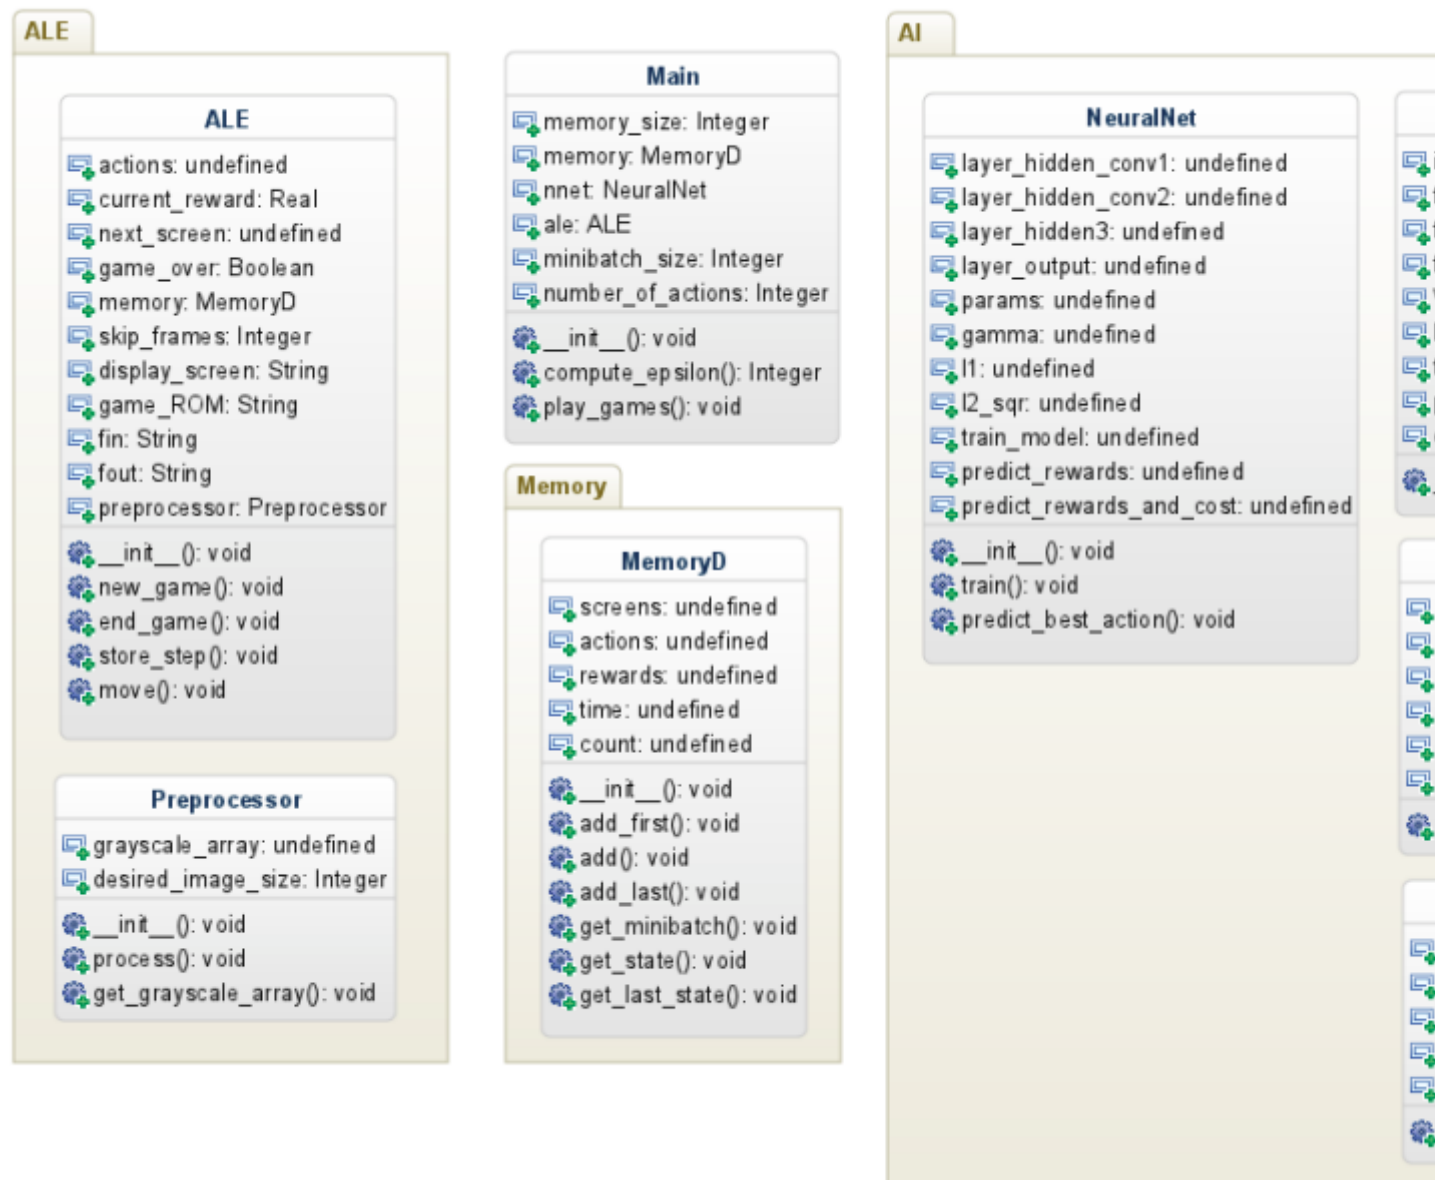 ALE
ALE
actions: undefined
current_reward: Real
next_screen: undefined
game_over: Boolean
memory: MemoryD
skip_frames: Integer
display_screen: String
game_ROM: String
fin: String
fout: String
preprocessor: Preprocessor
__init__(): void
new_game(): void
end_game(): void
store_step(): void
move(): void
Preprocessor
grayscale_array: undefined
desired_image_size: Integer
__init__(): void
process(): void
get_grayscale_array(): void
Main
memory_size: Integer
memory: MemoryD
nnet: NeuralNet
ale: ALE
minibatch_size: Integer
number_of_actions: Integer
__init__(): void
compute_epsilon(): Integer
play_games(): void
Memory
MemoryD
screens: undefined
actions: undefined
rewards: undefined
time: undefined
count: undefined
__init__(): void
add_first(): void
add(): void
add_last(): void
get_minibatch(): void
get_state(): void
get_last_state(): void
AI
NeuralNet
layer_hidden_conv1: undefined
layer_hidden_conv2: undefined
layer_hidden3: undefined
layer_output: undefined
params: undefined
gamma: undefined
l1: undefined
l2_sqr: undefined
train_model: undefined
predict_rewards: undefined
predict_rewards_and_cost: undefined
__init__(): void
train(): void
predict_best_action(): void